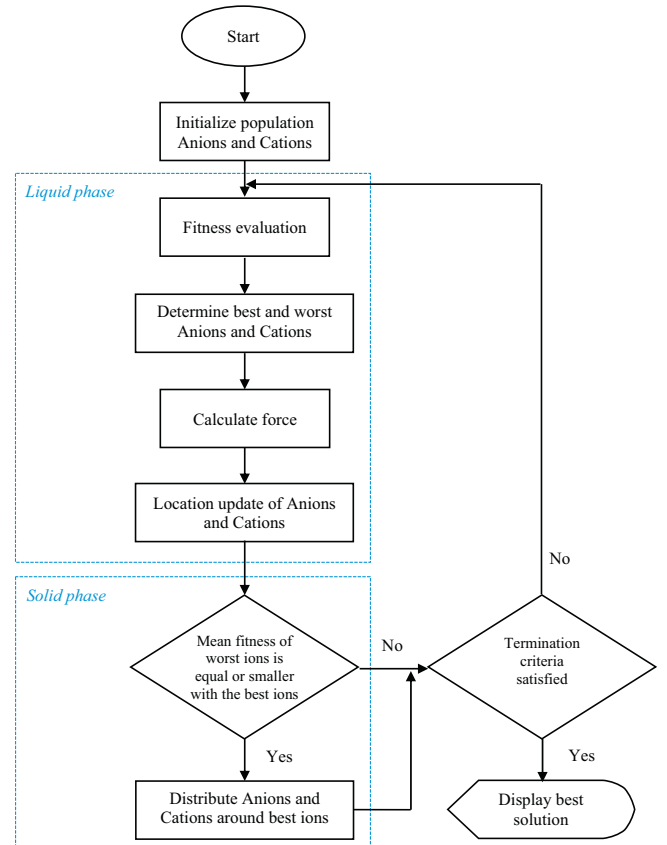 Start
Initialize population
Anions and Cations
Liquid phase
Fitness evaluation
Determine best and worst
Anions and Cations
Calculate force
Location update of Anions
and Cations
No
Solid phase
Mean fitness of
worst ions is
equal or smaller
with the best ions
No
Termination
criteria
satisfied
Yes
Yes
Distribute Anions and
Cations around best ions
Display best
solution